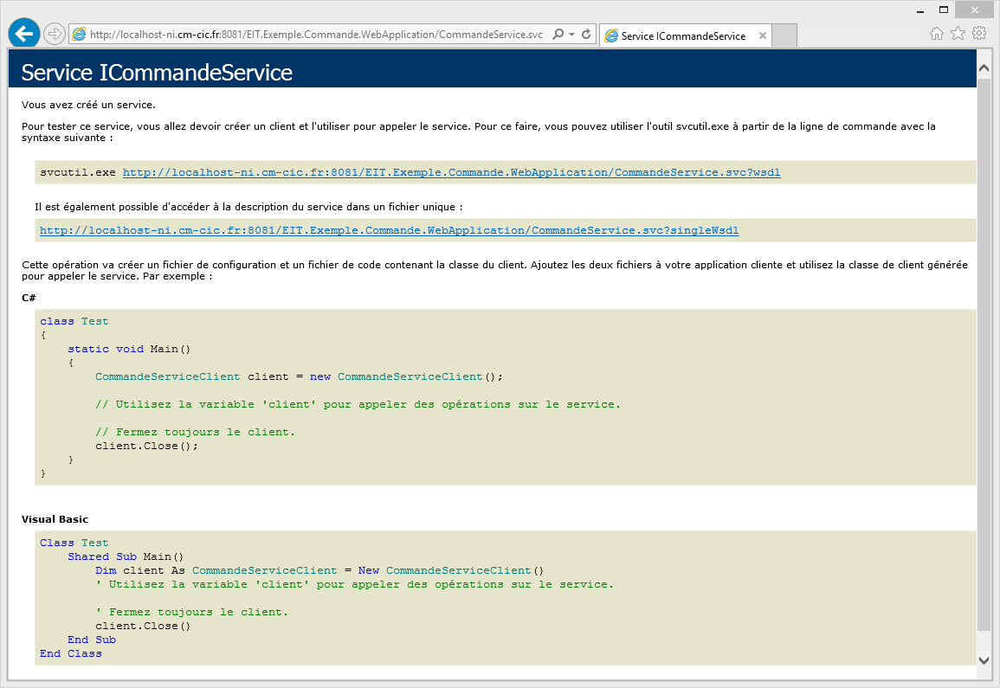 http://localhost-ni.cm-cic.fr:8081/EIT.Exemple.Commande.WebApplication/CommandeService.svc
Service ICommandeService
Service ICommandeService
Vous avez créé un service.
Pour tester ce service, vous allez devoir créer un client et l'utiliser pour appeler le service. Pour ce faire, vous pouvez utiliser l'outil svcutil.exe à partir de la ligne de commande avec la
syntaxe suivante :
svcutil.exe http://localhost-ni.cm-cic.fr:8081/EIT.Exemple.Commande.WebApplication/CommandeService.svc?wsdl
Il est également possible d'accéder à la description du service dans un fichier unique :
http://localhost-ni.cm-cic.fr:8081/EIT.Exemple.Commande.WebApplication/CommandeService.svc?singleWsdl
Cette opération va créer un fichier de configuration et un fichier de code contenant la classe du client. Ajoutez les deux fichiers à votre application cliente et utilisez la classe de client générée
pour appeler le service. Par exemple :
C#
class Test
{
static void Main()
{
CommandeServiceClient client = new CommandeServiceClient();
// Utilisez la variable 'client' pour appeler des opérations sur le service.
// Fermez toujours le client.
client.Close();
}
}
Visual Basic
Class Test
Shared Sub Main()
Dim client As CommandeServiceClient = New CommandeServiceClient()
' Utilisez la variable 'client' pour appeler des opérations sur le service.
' Fermez toujours le client.
client.Close()
End Sub
End Class